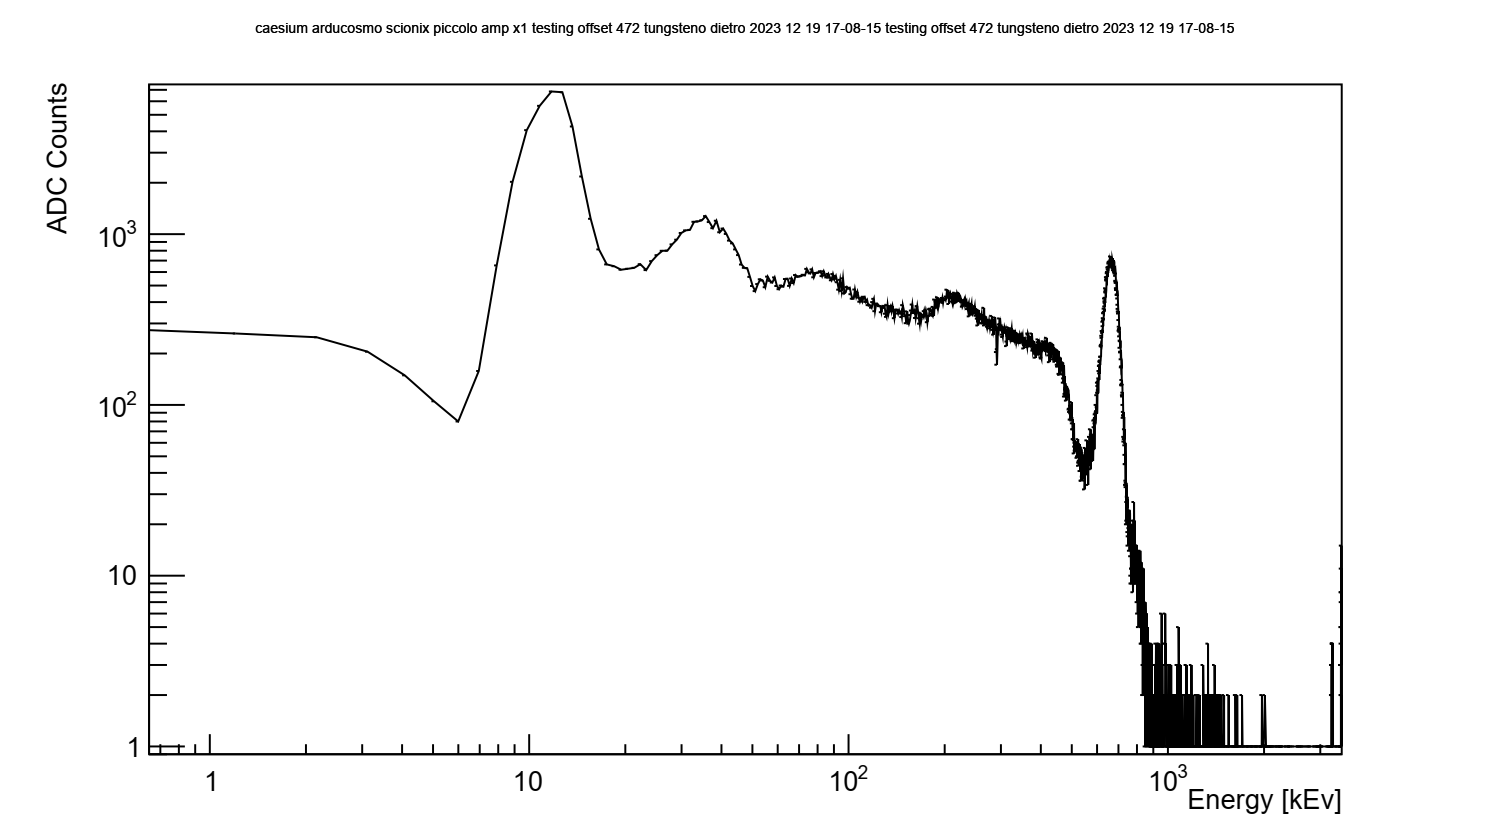 caesium arducosmo scionix piccolo amp x1 testing offset 472 tungsteno dietro 2023 12 19 17-08-15 testing offset 472 tungsteno dietro 2023 12 19 17-08-15
ADC Counts
10³
10²
10
1
1
10
10²
10³
Energy [kEv]